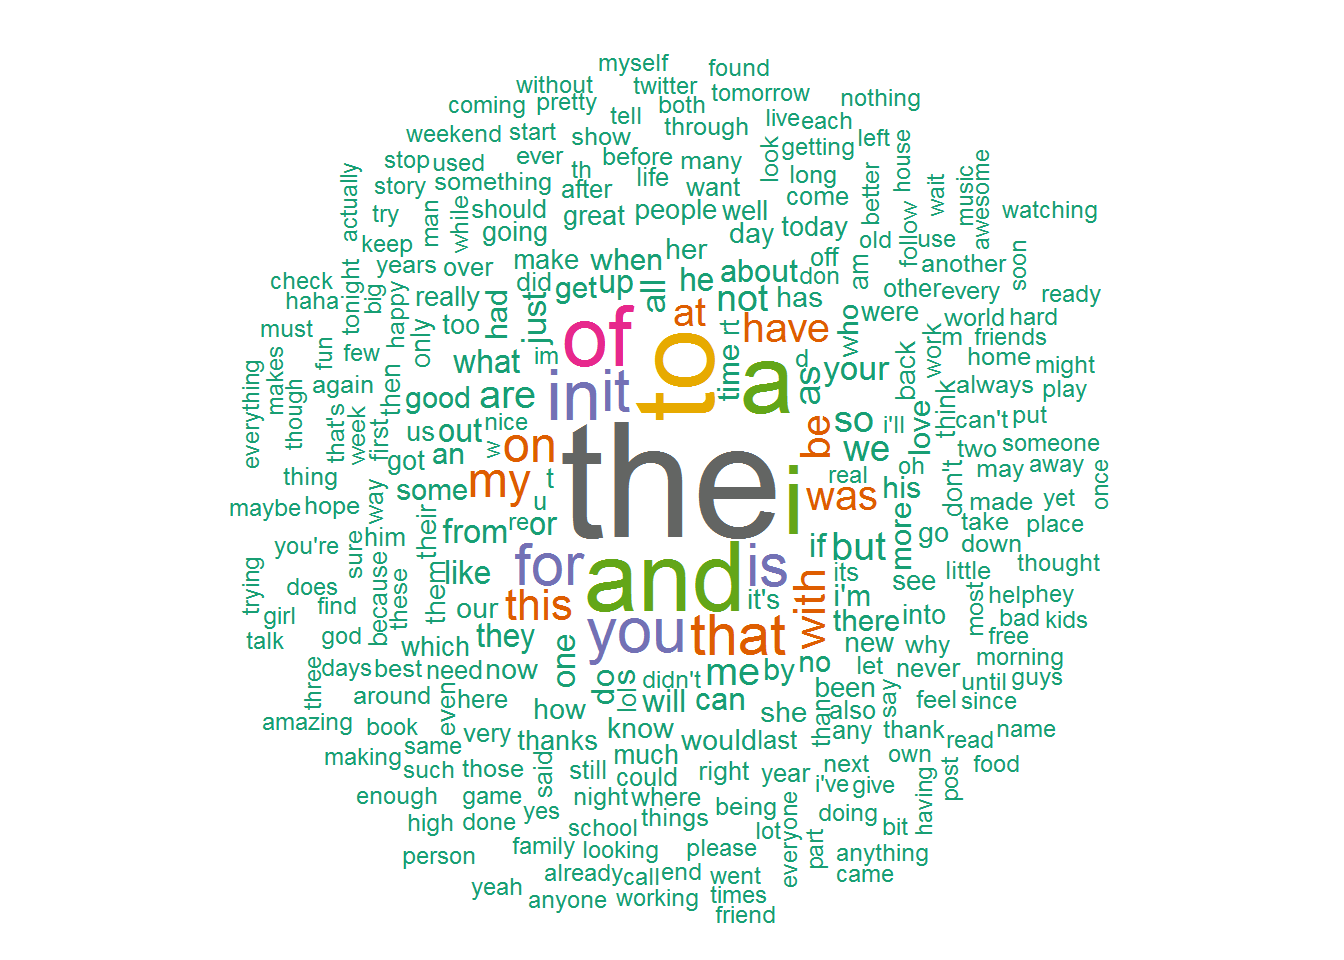 myself found
without twitter tomorrow nothing
coming pretty both
tell live each
weekend start show through getting left
stop used ever before many look house
th long wait music
story something after life want better awesome
actually man while come
try should great people well follow watching
keep going day today old use
years over make when her off am another soon
check tonight big happy did get up all he about don other every ready
haha really had just not has
must fun only too of at have who were world hard
few what im to rt m friends
makes in it time a d as your back work home might
everything though again then good are always play
that's week first us out nice so i'll love think can't put
w on the be we two someone
thing got an my t real oh don't may away once
maybe hope way some u i was his made yet
him their from re or if but more go take place
you're sure down thought
trying does because these them like for and is its see little
girl find our this it's with i'm most help hey
talk god which they you that there into bad kids
new why free
three days best need now one do me by no let never morning
didn't until guys
around even here lol s will can been say feel since
amazing book how she than also
very thanks know would last any thank read name
making same own
such those said still much right year next food
could i've give post
enough game night where being having
yes things doing
high done school lot bit
everyone part
person family looking please anything
already call end went came
yeah anyone working times
friend